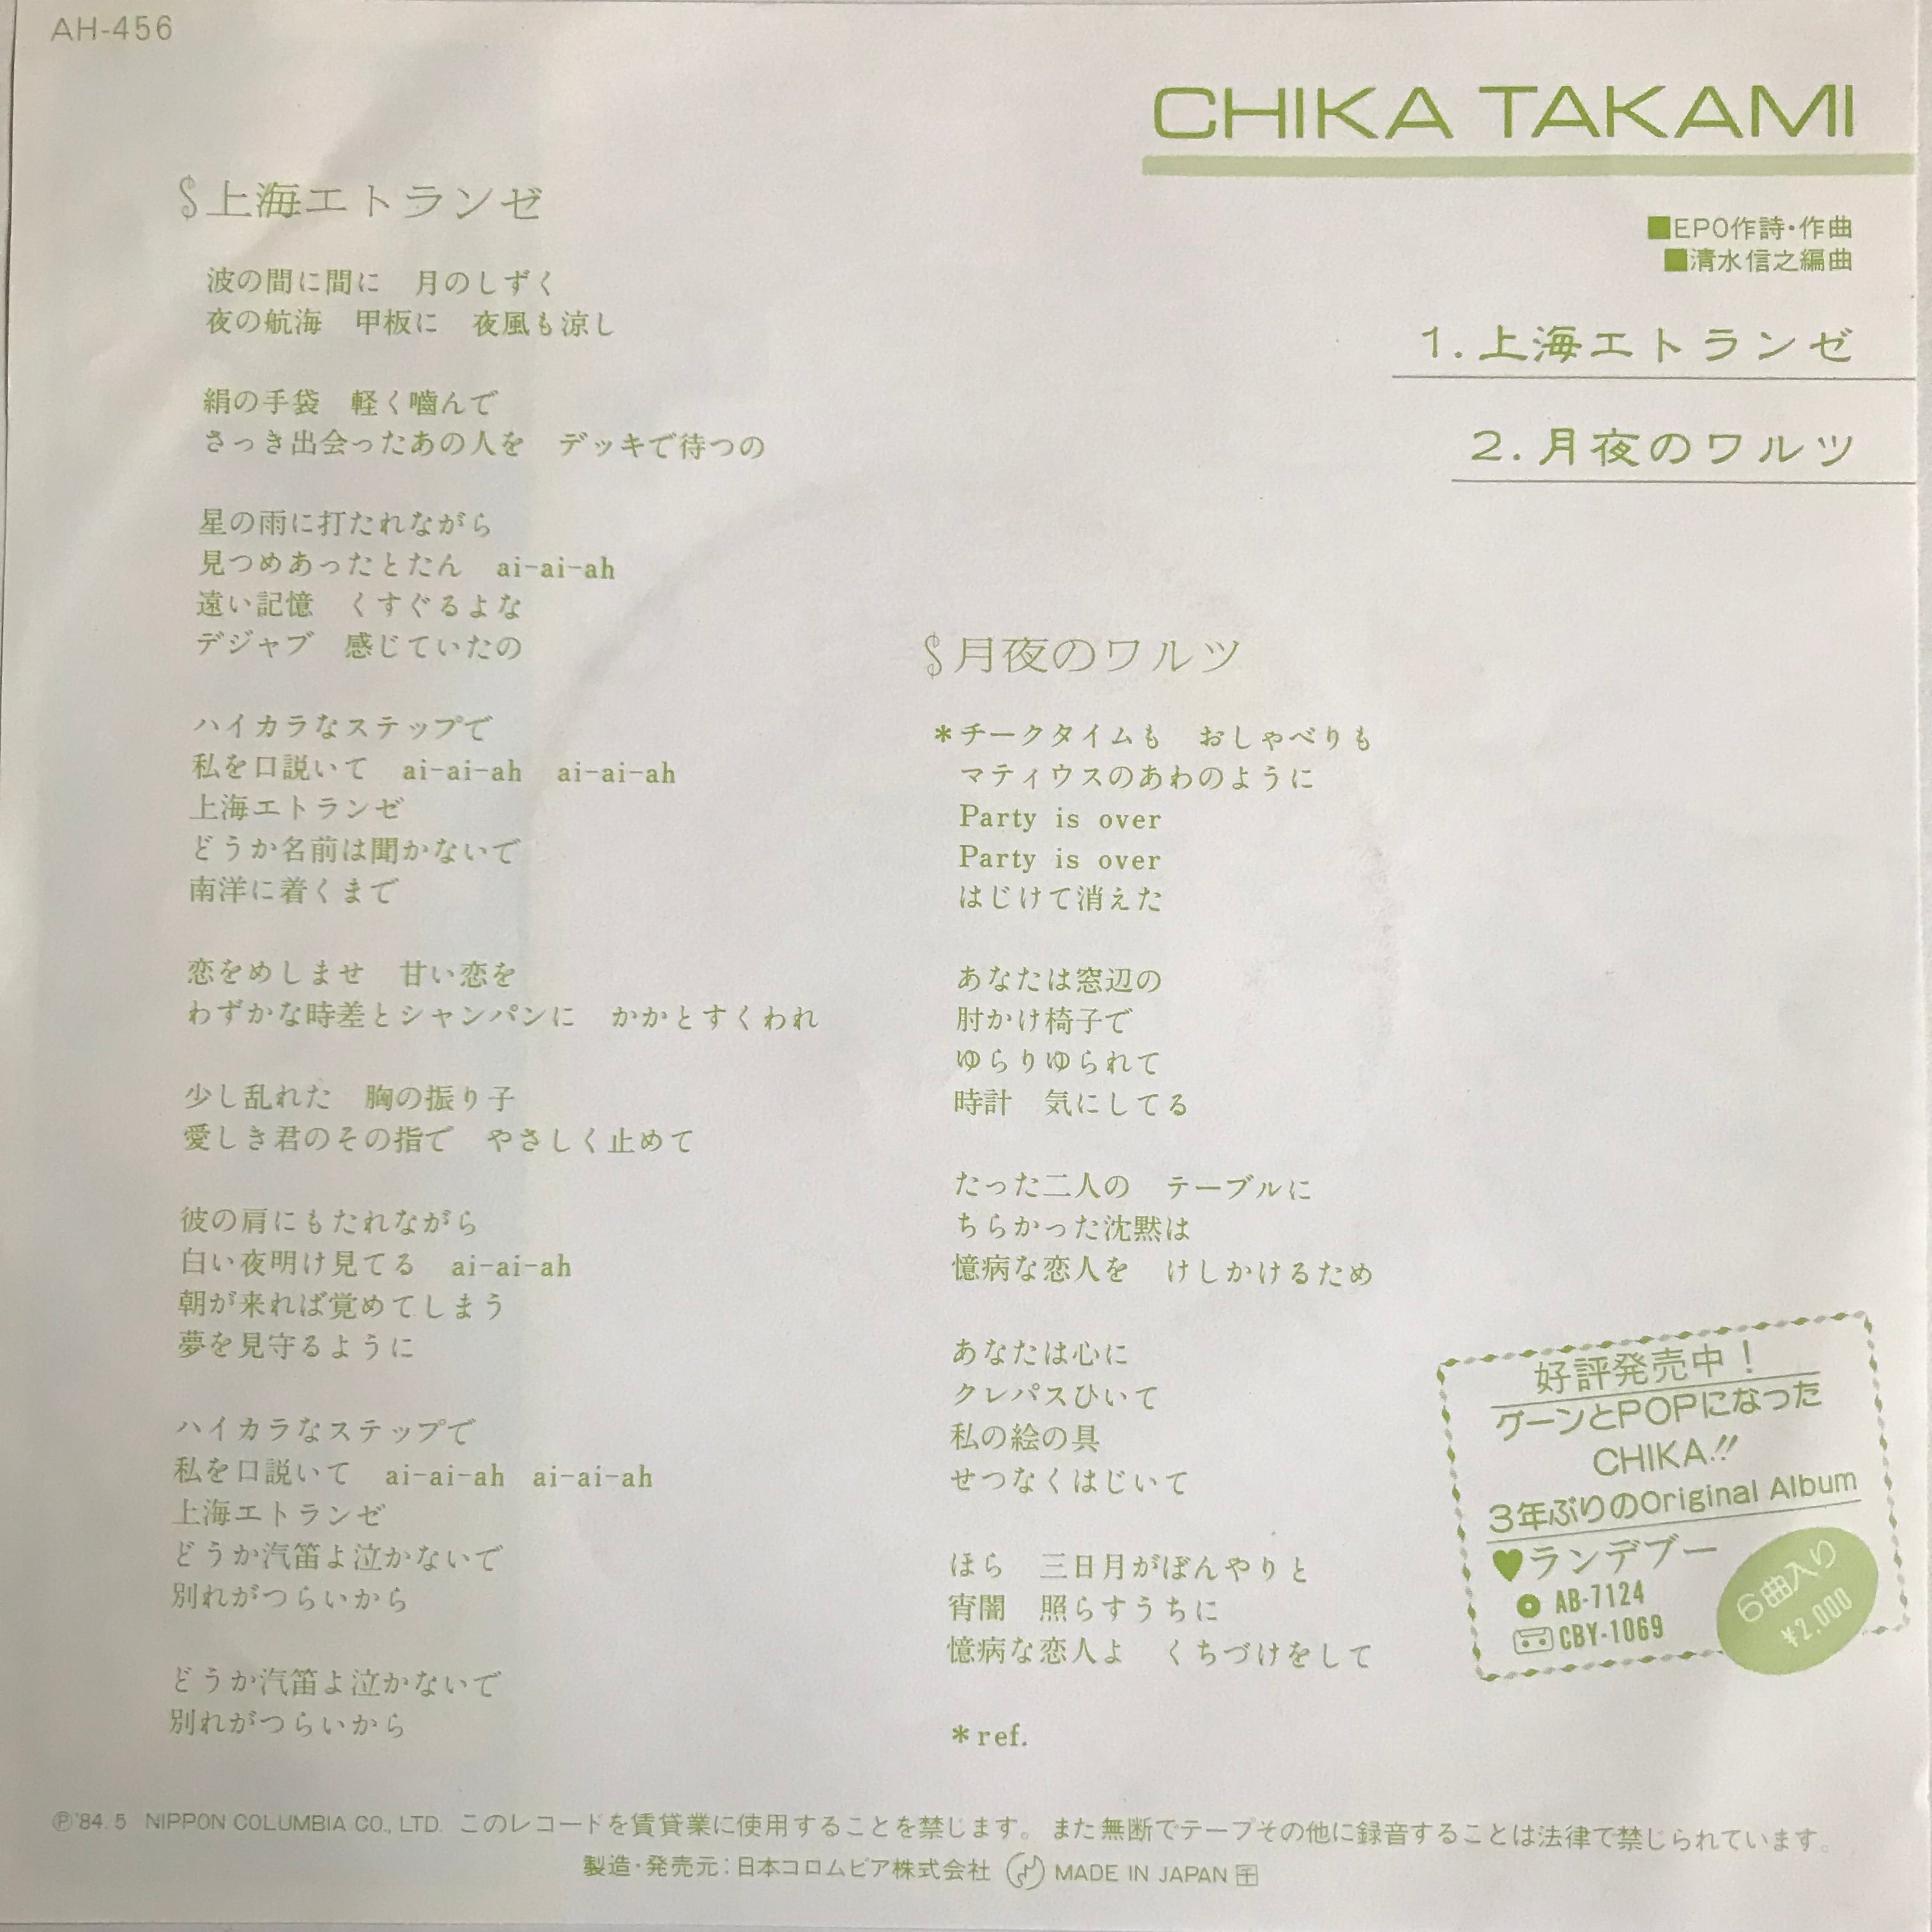 AH-456
CHIKA TAKAMI
■EPO作詩・作曲
■清水信之編曲
1.上海エトランゼ
2.月夜のワルツ
上海エトランゼ
波の間に間に　月のしずく
夜の航海　甲板に　夜風も涼し
絹の手袋　軽く嚙んで
さっき出会ったあの人を　デッキで待つの
星の雨に打たれながら
見つめあったとたん　ai-ai-ah
遠い記憶　くすぐるよな
デジャブ　感じていたの
ハイカラなステップで
私を口説いて　ai-ai-ah　ai-ai-ah
上海エトランゼ
どうか名前は聞かないで
南洋に着くまで
恋をめしませ　甘い恋を
わずかな時差とシャンパンに　かかとすくわれ
少し乱れた　胸の振り子
愛しき君のその指で　やさしく止めて
彼の肩にもたれながら
白い夜明け見てる　ai-ai-ah
朝が来れば覚めてしまう
夢を見守るように
ハイカラなステップで
私を口説いて　ai-ai-ah　ai-ai-ah
上海エトランゼ
どうか汽笛よ泣かないで
別れがつらいから
どうか汽笛よ泣かないで
別れがつらいから
月夜のワルツ
*チークタイムも　おしゃべりも
マティウスのあわのように
Party is over
Party is over
はじけて消えた
あなたは窓辺の
肘かけ椅子で
ゆらりゆられて
時計　気にしてる
たった二人の　テーブルに
ちらかった沈黙は
憶病な恋人を　けしかけるため
あなたは心に
クレパスひいて
私の絵の具
せつなくはじいて
ほら　三日月がぼんやりと
宵闇　照らすうちに
憶病な恋人よ　くちづけをして
*ref.
好評発売中！
グーンとPOPになった
CHIKA!!
3年ぶりのOriginal Album
♥ランデブー
AB-7124
CBY-1069
6曲入り
¥2,000
Ⓟ'84.5 NIPPON COLUMBIA CO., LTD. このレコードを賃貸業に使用することを禁じます。また無断でテープその他に録音することは法律で禁じられています。
製造・発売元：日本コロムビア株式会社 MADE IN JAPAN